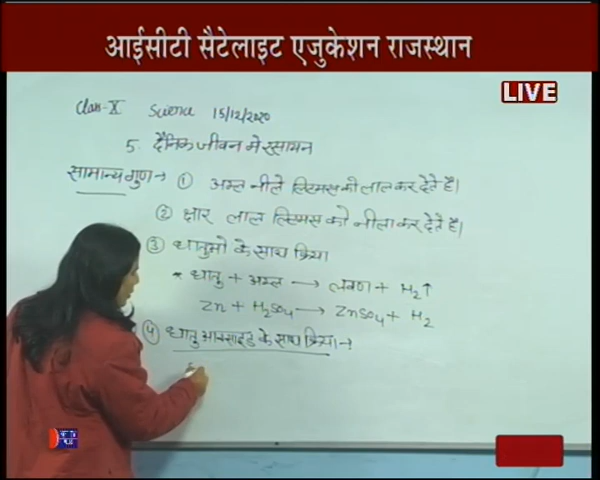 आईसीटी सैटेलाइट एजुकेशन राजस्थान
LIVE
Class-X Science 15/12/2020
5. दैनिक जीवन मे रसायन
सामान्य गुण → ① अम्ल नीले लिटमस को लाल कर देते है।
② क्षार लाल लिटमस को नीला कर देते है।
③ धातुओ के साथ क्रिया
* धातु + अम्ल → लवण + H₂↑
Zn + H₂SO₄ → ZnSO₄ + H₂
④ धातु आक्साइड के साथ क्रिया →